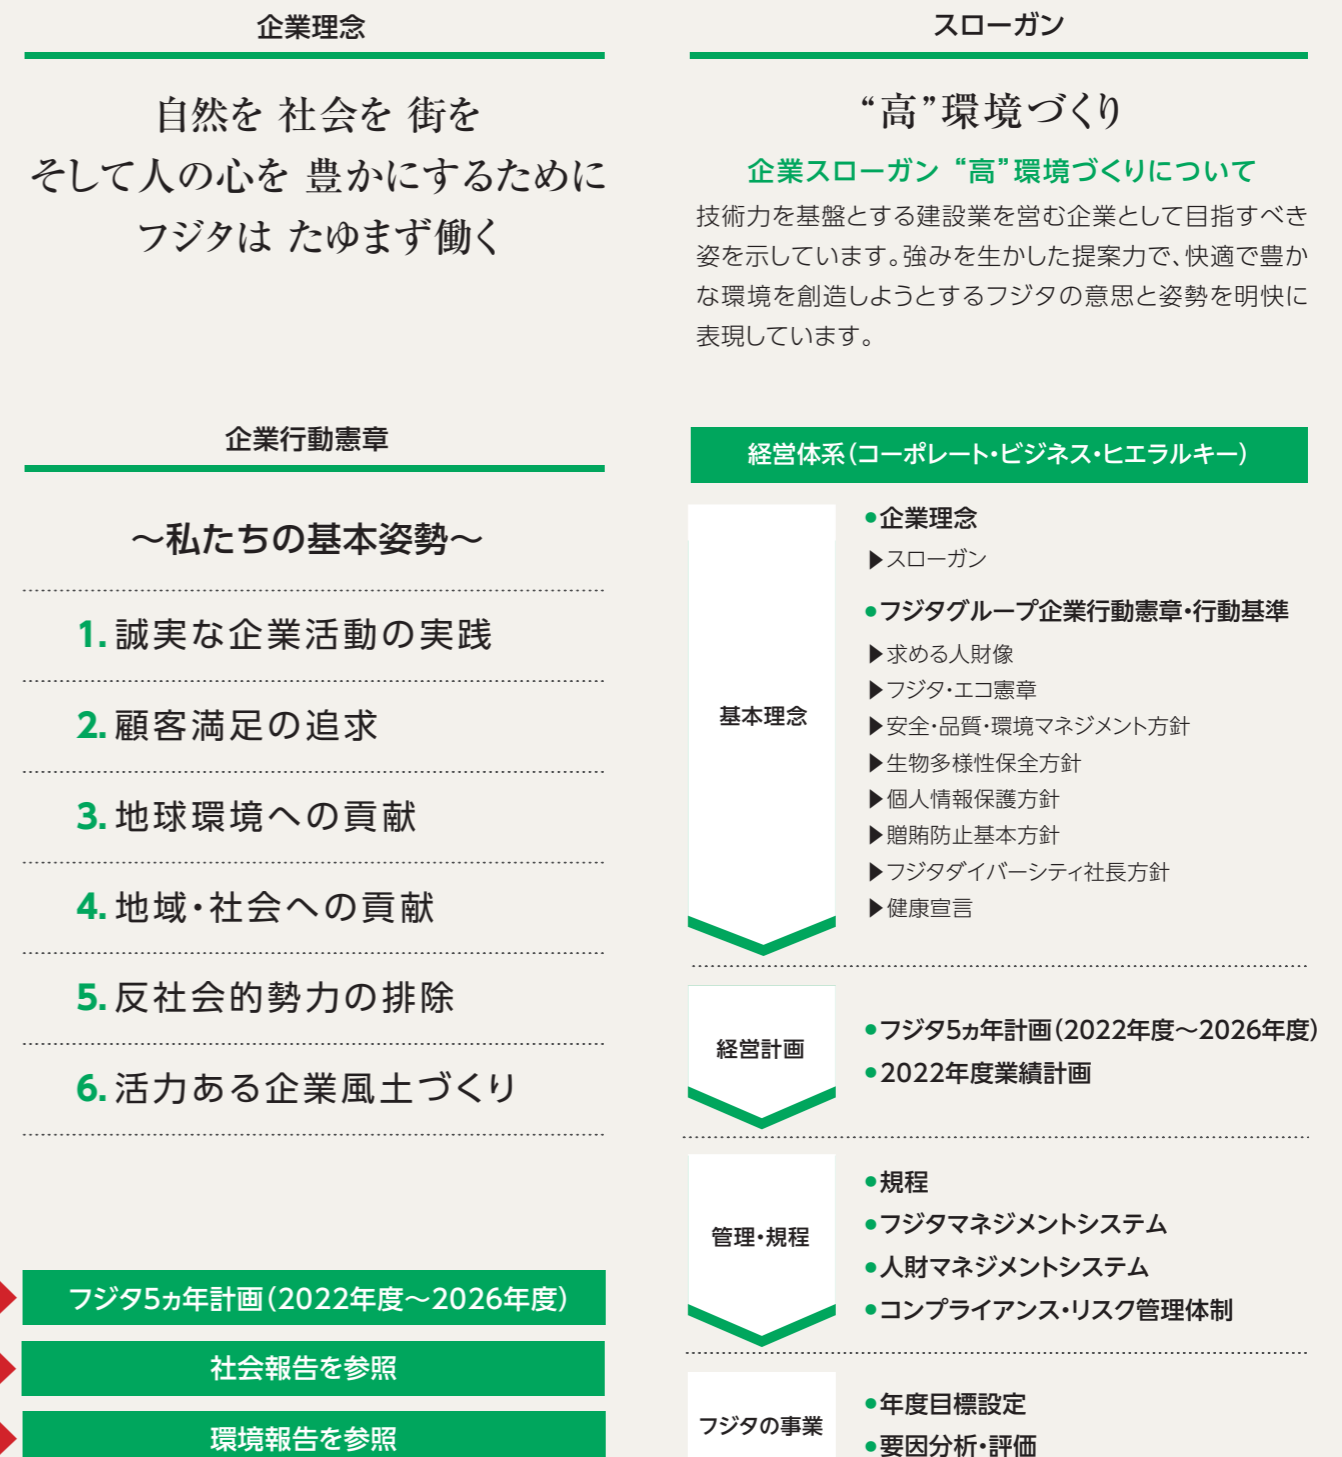 企業理念
自然を 社会を 街を
そして人の心を 豊かにするために
フジタは たゆまず働く
スローガン
“高”環境づくり
企業スローガン “高”環境づくりについて
技術力を基盤とする建設業を営む企業として目指すべき
姿を示しています。強みを生かした提案力で、快適で豊か
な環境を創造しようとするフジタの意思と姿勢を明快に
表現しています。
企業行動憲章
～私たちの基本姿勢～
1. 誠実な企業活動の実践
2. 顧客満足の追求
3. 地球環境への貢献
4. 地域・社会への貢献
5. 反社会的勢力の排除
6. 活力ある企業風土づくり
フジタ5ヵ年計画（2022年度～2026年度）
社会報告を参照
環境報告を参照
経営体系（コーポレート・ビジネス・ヒエラルキー）
基本理念
●企業理念
▶スローガン
●フジタグループ企業行動憲章・行動基準
▶求める人財像
▶フジタ・エコ憲章
▶安全・品質・環境マネジメント方針
▶生物多様性保全方針
▶個人情報保護方針
▶贈賄防止基本方針
▶フジタダイバーシティ社長方針
▶健康宣言
経営計画
●フジタ5ヵ年計画（2022年度～2026年度）
●2022年度業績計画
管理・規程
●規程
●フジタマネジメントシステム
●人財マネジメントシステム
●コンプライアンス・リスク管理体制
フジタの事業
●年度目標設定
●要因分析・評価